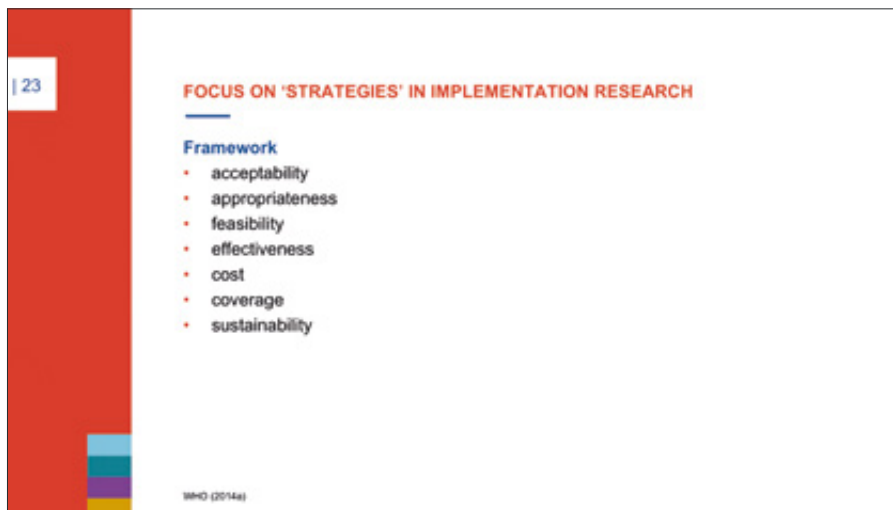 | 23
FOCUS ON 'STRATEGIES' IN IMPLEMENTATION RESEARCH
Framework
• acceptability
• appropriateness
• feasibility
• effectiveness
• cost
• coverage
• sustainability
WHO (2014a)